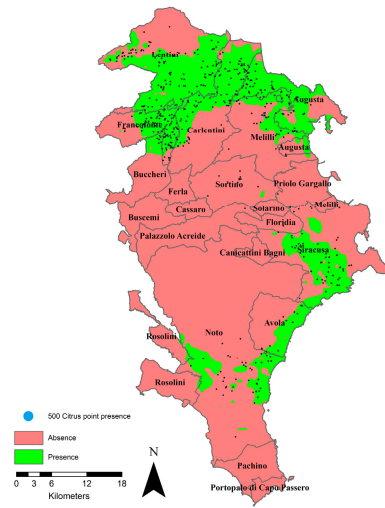 Lentini
Augusta
Francofonte
Carlentini
Melilli
Augusta
Buccheri
Sortino
Priolo Gargallo
Ferla
Cassaro
Solarino
Melilli
Buscemi
Floridia
Palazzolo Acreide
Canicattini Bagni
Siracusa
Avola
Noto
Rosolini
Rosolini
500 Citrus point presence
Absence
Presence
N
0 3 6 12 18
Kilometers
Pachino
Portopalo di Capo Passero